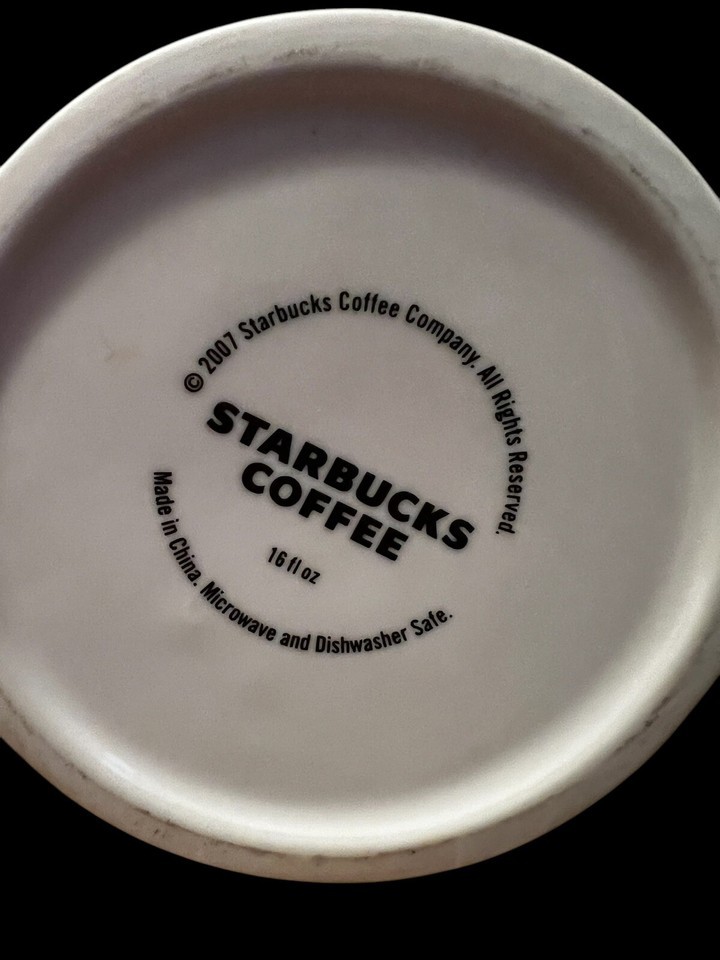 © 2007 Starbucks Coffee Company. All Rights Reserved.
STARBUCKS
COFFEE
16 fl oz
Made in China. Microwave and Dishwasher Safe.